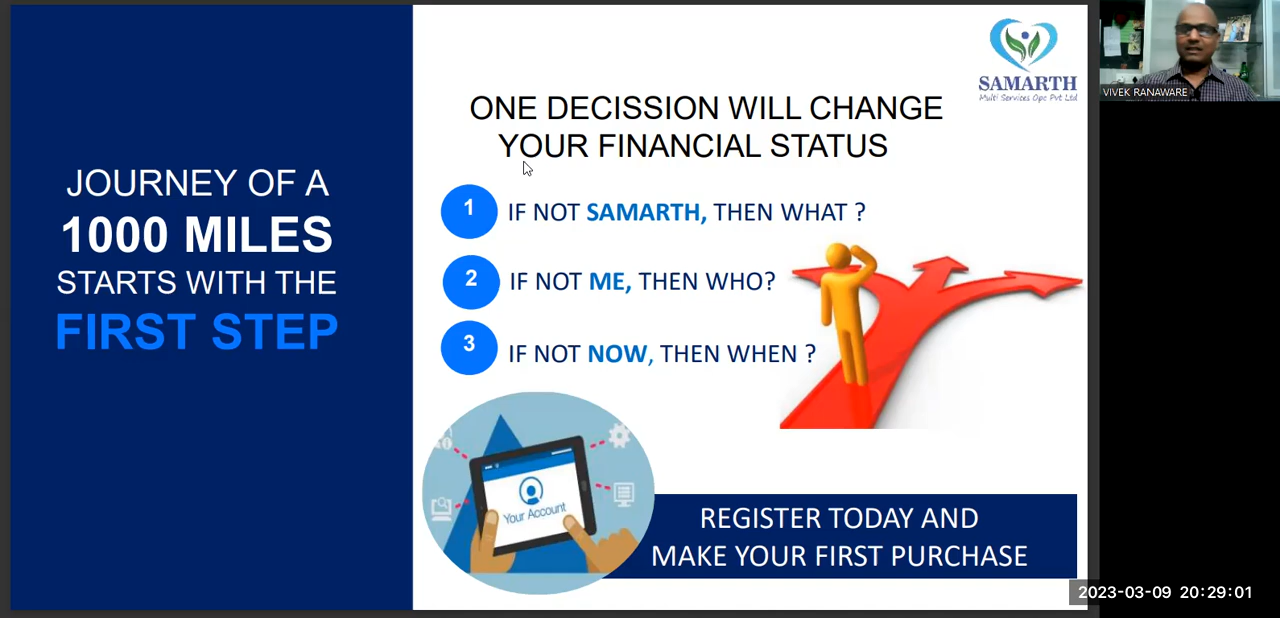 JOURNEY OF A
1000 MILES
STARTS WITH THE
FIRST STEP
SAMARTH
Multi Services Opc Pvt Ltd
ONE DECISSION WILL CHANGE
YOUR FINANCIAL STATUS
1 IF NOT SAMARTH, THEN WHAT ?
2 IF NOT ME, THEN WHO?
3 IF NOT NOW, THEN WHEN ?
Your Account
REGISTER TODAY AND
MAKE YOUR FIRST PURCHASE
VIVEK RANAWARE
2023-03-09 20:29:01